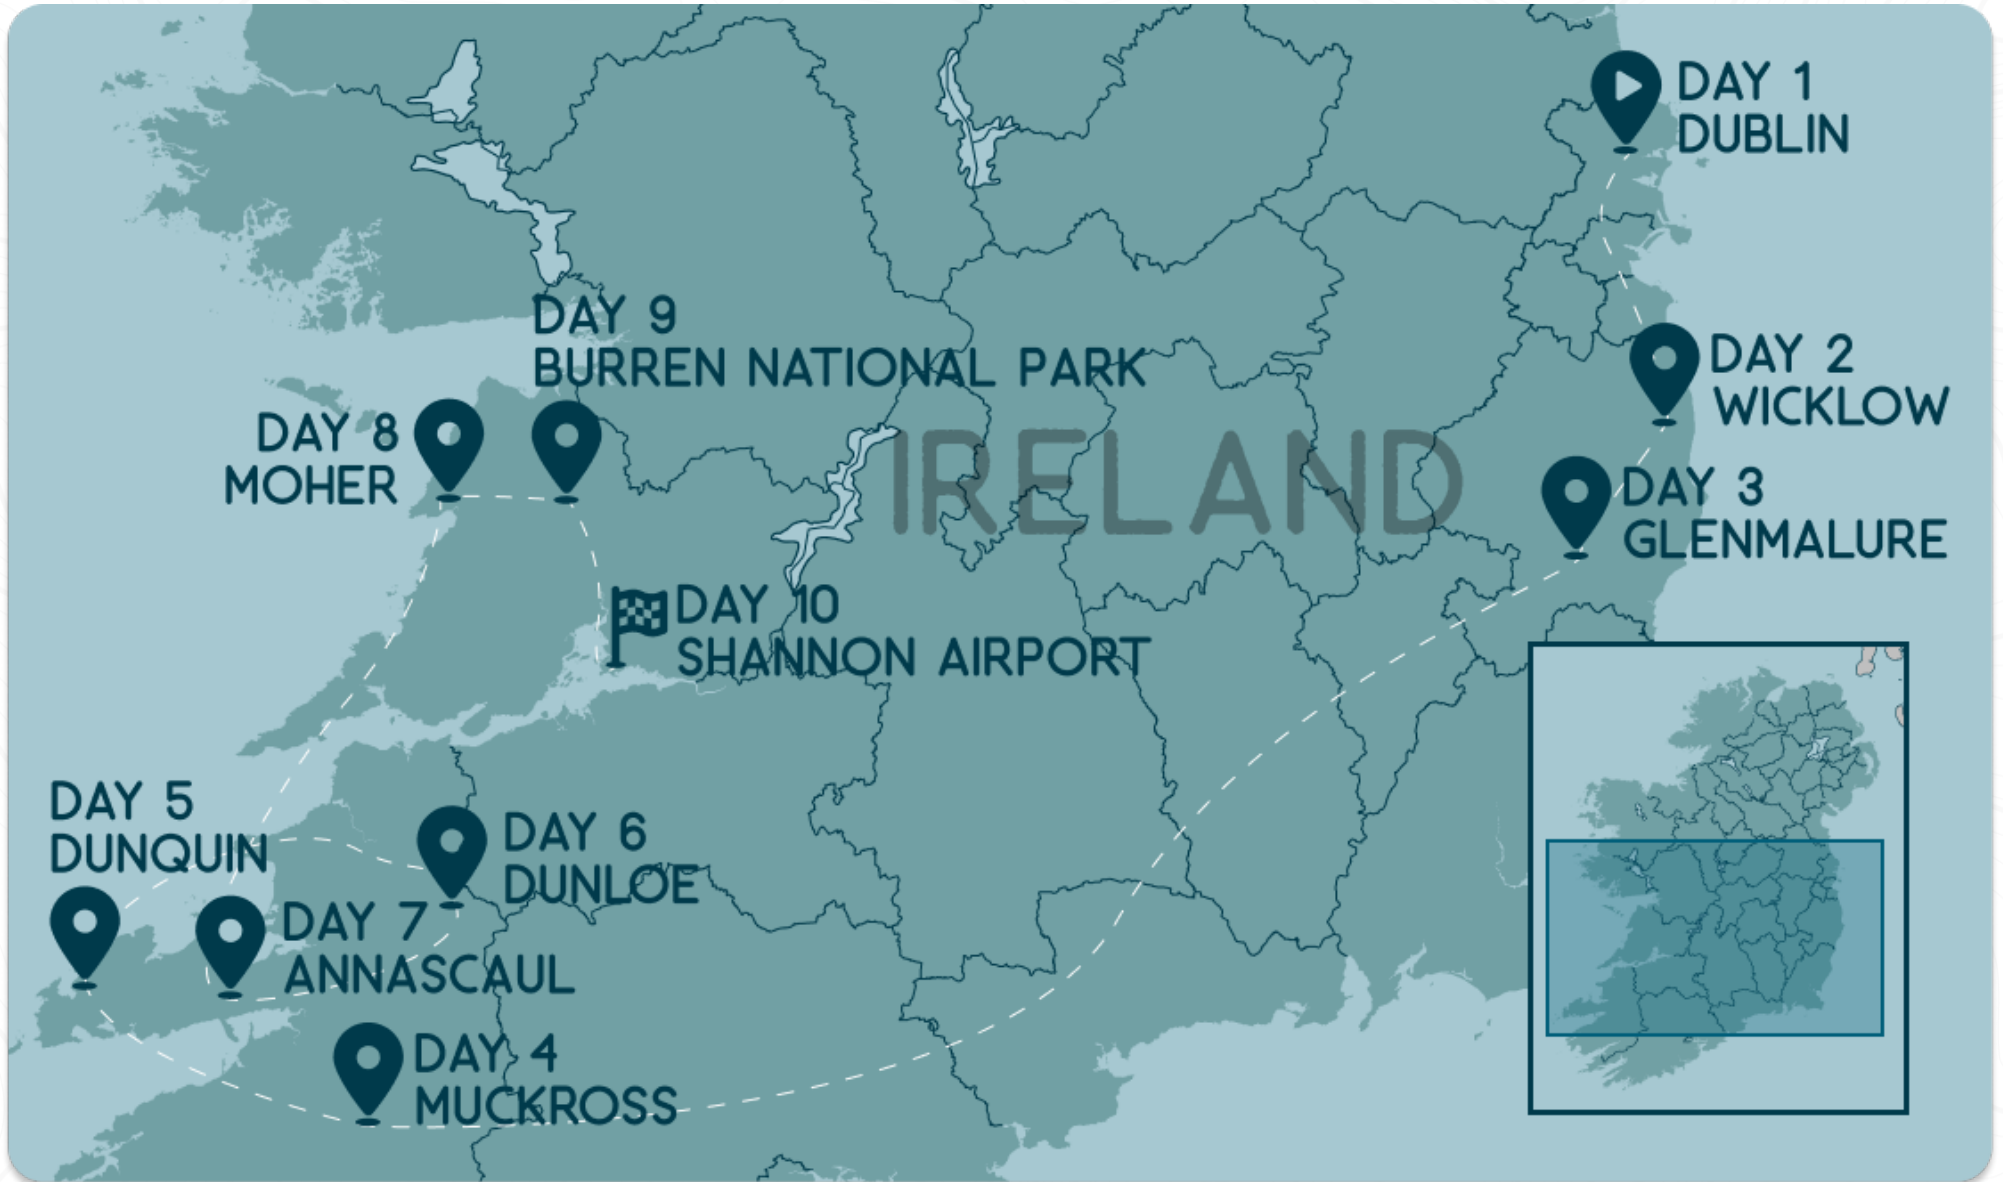 DAY 1
DUBLIN
DAY 2
WICKLOW
DAY 3
GLENMALURE
DAY 9
BURREN NATIONAL PARK
DAY 8
MOHER
IRELAND
DAY 10
SHANNON AIRPORT
DAY 5
DUNQUIN
DAY 6
DUNLOE
DAY 7
ANNASCAUL
DAY 4
MUCKROSS